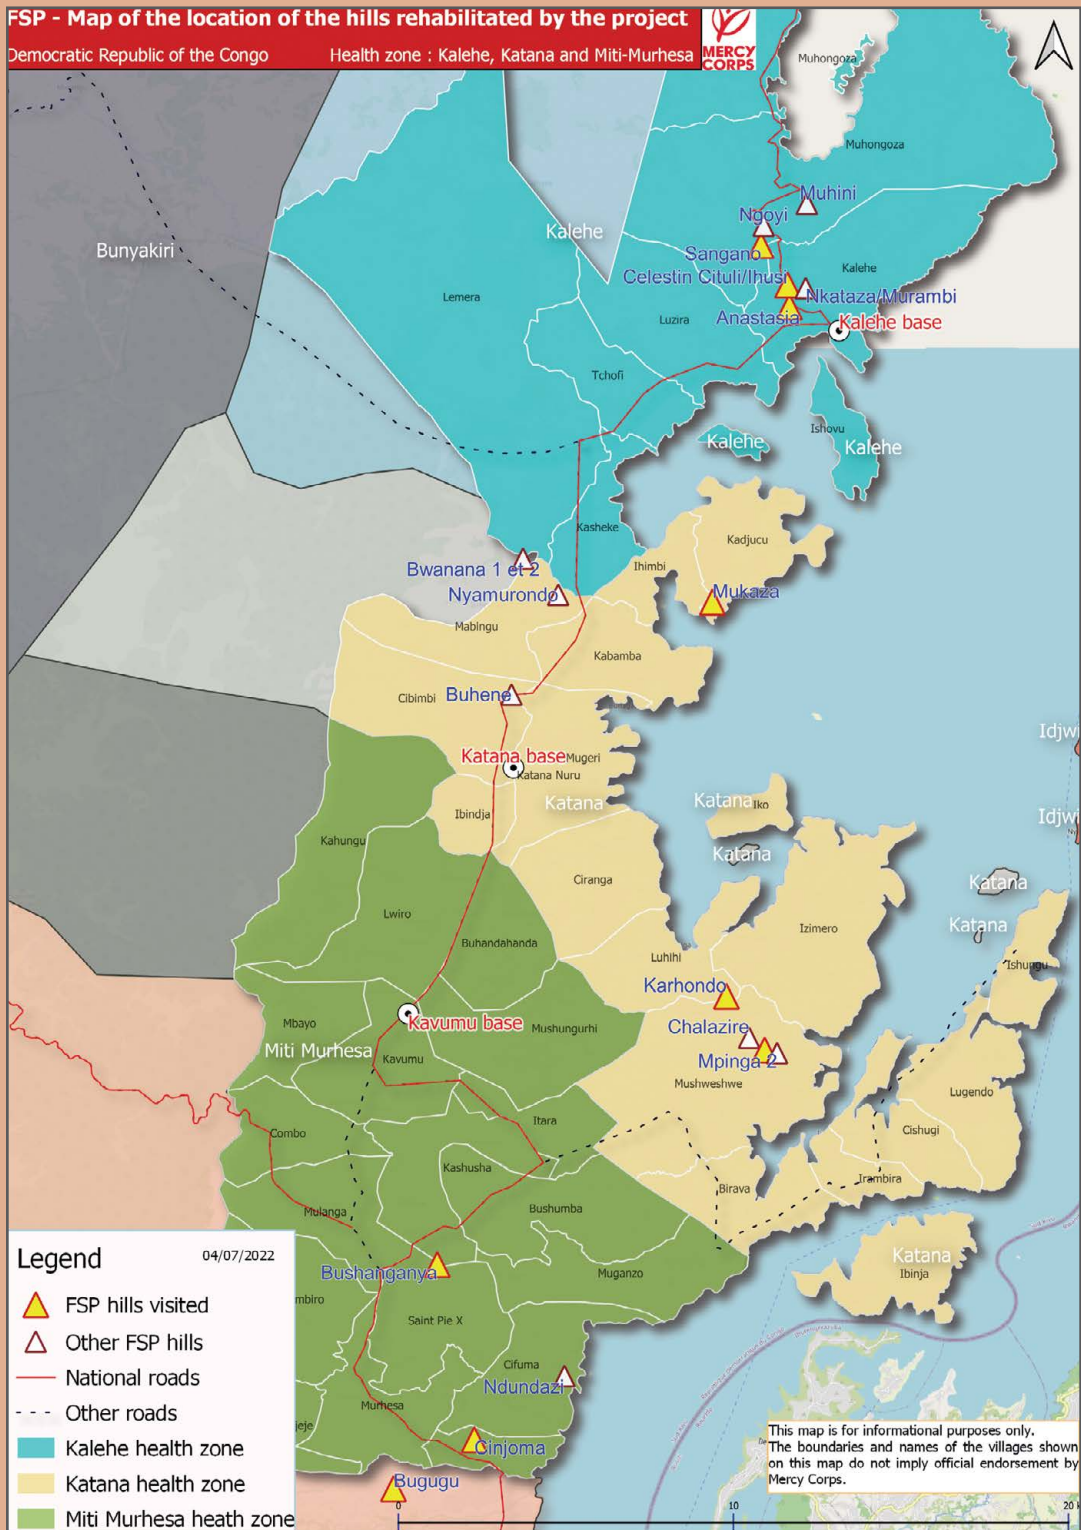 FSP - Map of the location of the hills rehabilitated by the project
Democratic Republic of the Congo
Health zone : Kalehe, Katana and Miti-Murhesa
MERCY
CORPS
Muhongoza
Muhongoza
Muhini
Ngoyi
Kalehe
Bunyakiri
Sangano
Kalehe
Celestin Cituli/Ihusi
Lemera
Nkataza/Murambi
Luzira
Anastasia
Kalehe base
Tchofi
Ishovu
Kalehe
Kalehe
Kasheke
Kadjucu
Bwanana 1 et 2
Ihimbi
Nyamurondo
Mukaza
Mabingu
Kabamba
Cibimbi
Buhene
Idjwi
Katana base
Mugeri
Katana Nuru
Katana
Katana
Iko
Ibindja
Idjwi
Kahungu
Katana
Ciranga
Katana
Lwiro
Katana
Izimero
Buhandahanda
Luhihi
Ishungu
Karhondo
Mbayo
Kavumu base
Mushungurhi
Chalazire
Miti Murhesa
Kavumu
Mpinga 2
Mushweshwe
Lugendo
Itara
Combo
Cishugi
Kashusha
Irambira
Birava
Mulanga
Bushumba
Katana
Bushanganya
Muganzo
Ibinja
mbiro
Saint Pie X
Cifuma
Ndundazi
Murhesa
jeje
Cinjoma
Bugugu
Legend
04/07/2022
FSP hills visited
Other FSP hills
National roads
Other roads
Kalehe health zone
Katana health zone
Miti Murhesa heath zone
This map is for informational purposes only.
The boundaries and names of the villages shown
on this map do not imply official endorsement by
Mercy Corps.
0
10
20 k